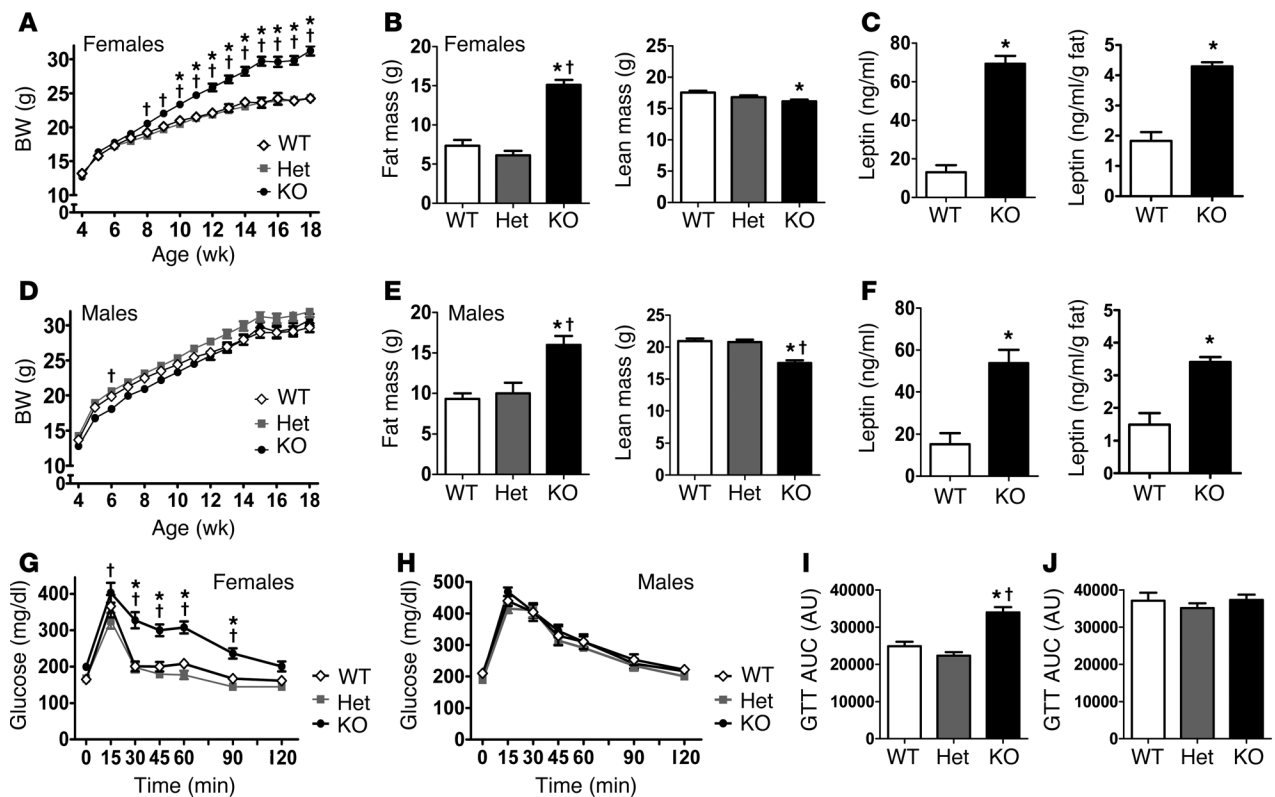 A
Females
BW (g)
30
25
20
15
10
0
* * * * * * * * *
† † † † † † † † † † †
WT
Het
KO
4 6 8 10 12 14 16 18
Age (wk)
B
Females
Fat mass (g)
20
15
10
5
0
*†
WT Het KO
Lean mass (g)
25
20
15
10
5
0
*
WT Het KO
C
Leptin (ng/ml)
80
60
40
20
0
*
WT KO
Leptin (ng/ml/g fat)
5
4
3
2
1
0
*
WT KO
D
Males
BW (g)
30
25
20
15
10
0
†
WT
Het
KO
4 6 8 10 12 14 16 18
Age (wk)
E
Males
Fat mass (g)
20
15
10
5
0
*†
WT Het KO
Lean mass (g)
25
20
15
10
5
0
*†
WT Het KO
F
Leptin (ng/ml)
80
60
40
20
0
*
WT KO
Leptin (ng/ml/g fat)
5
4
3
2
1
0
*
WT KO
G
Females
Glucose (mg/dl)
400
300
200
100
0
† * * * *
† † † †
WT
Het
KO
0 15 30 45 60 90 120
Time (min)
H
Males
Glucose (mg/dl)
500
400
300
200
100
0
WT
Het
KO
0 15 30 45 60 90 120
Time (min)
I
GTT AUC (AU)
40000
30000
20000
10000
0
*†
WT Het KO
J
GTT AUC (AU)
40000
30000
20000
10000
0
WT Het KO